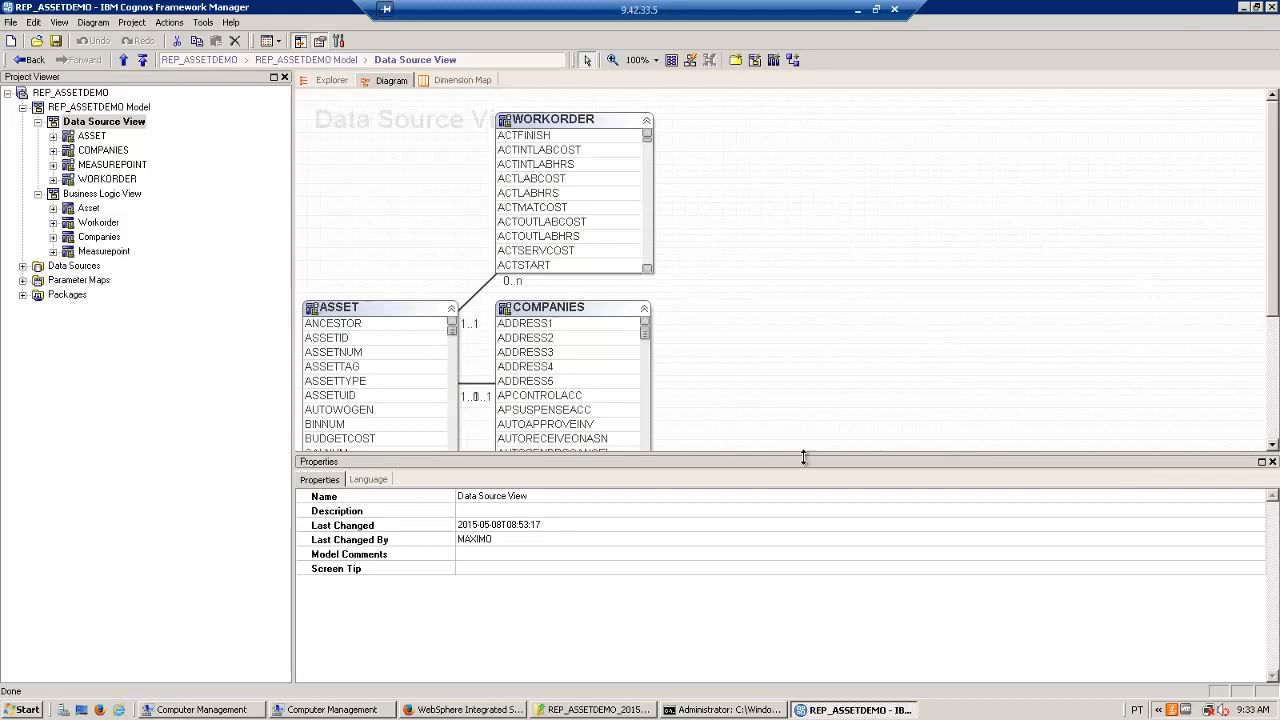 REP_ASSETDEMO - IBM Cognos Framework Manager
9.42.33.5
File Edit View Diagram Project Actions Tools Help
Undo Redo
Back Forward REP_ASSETDEMO REP_ASSETDEMO Model Data Source View 100%
Project Viewer
Explorer Diagram Dimension Map
REP_ASSETDEMO
REP_ASSETDEMO Model
Data Source View
ASSET
COMPANIES
MEASUREPOINT
WORKORDER
Business Logic View
Asset
Workorder
Companies
Measurepoint
Data Sources
Parameter Maps
Packages
Data Source V
WORKORDER
ACTFINISH
ACTINTLABCOST
ACTINTLABHRS
ACTLABCOST
ACTLABHRS
ACTMATCOST
ACTOUTLABCOST
ACTOUTLABHRS
ACTSERVCOST
ACTSTART
0..n
ASSET
ANCESTOR
ASSETID
ASSETNUM
ASSETTAG
ASSETTYPE
ASSETUID
AUTOWOGEN
BINNUM
BUDGETCOST
1..1
COMPANIES
ADDRESS1
ADDRESS2
ADDRESS3
ADDRESS4
ADDRESS5
APCONTROLACC
APSUSPENSEACC
AUTOAPPROVEINV
AUTORECEIVEONASN
Properties
Properties Language
Name Data Source View
Description
Last Changed 2015-05-08T08:53:17
Last Changed By MAXIMO
Model Comments
Screen Tip
Done
Start Computer Management Computer Management WebSphere Integrated S... REP_ASSETDEMO_2015... Administrator: C:\Windo... REP_ASSETDEMO - IB... PT 9:33 AM